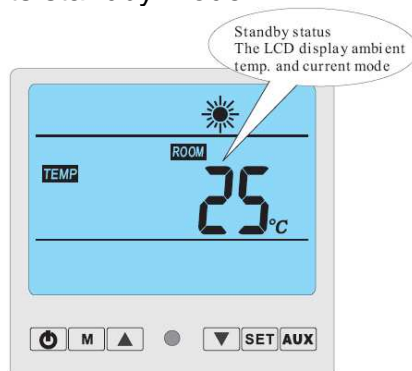 Standby status
The LCD display ambient
temp. and current mode
ROOM
TEMP
25 °C
M
SET
AUX